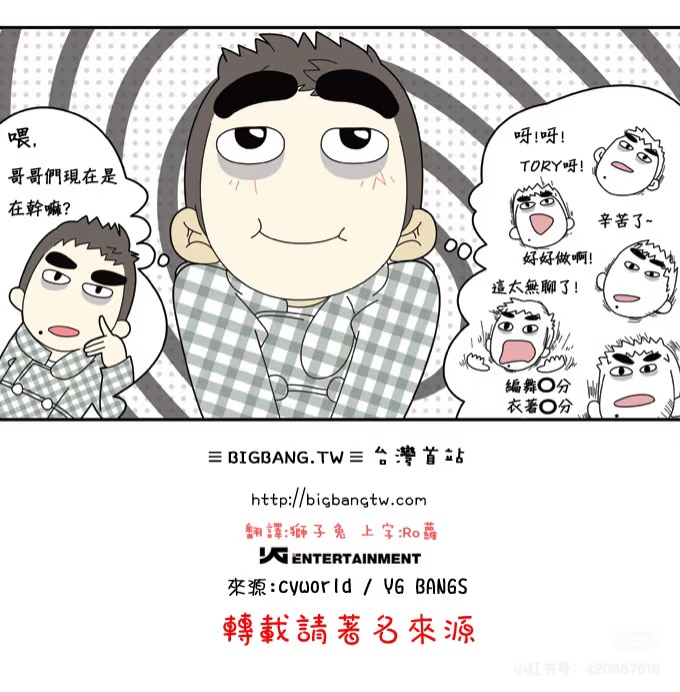 喂,
哥哥們現在是
在幹嘛?
呀!呀!
TORY呀!
辛苦了~
好好做啊!
這太無聊了!
編舞〇分
衣著〇分
≡ BIGBANG.TW ≡ 台灣首站
http://bigbangtw.com
翻譯:獅子兔 上字:Ro蘿
YG ENTERTAINMENT
來源:cyworld / YG BANGS
轉載請著名來源
小红书号: 420867818